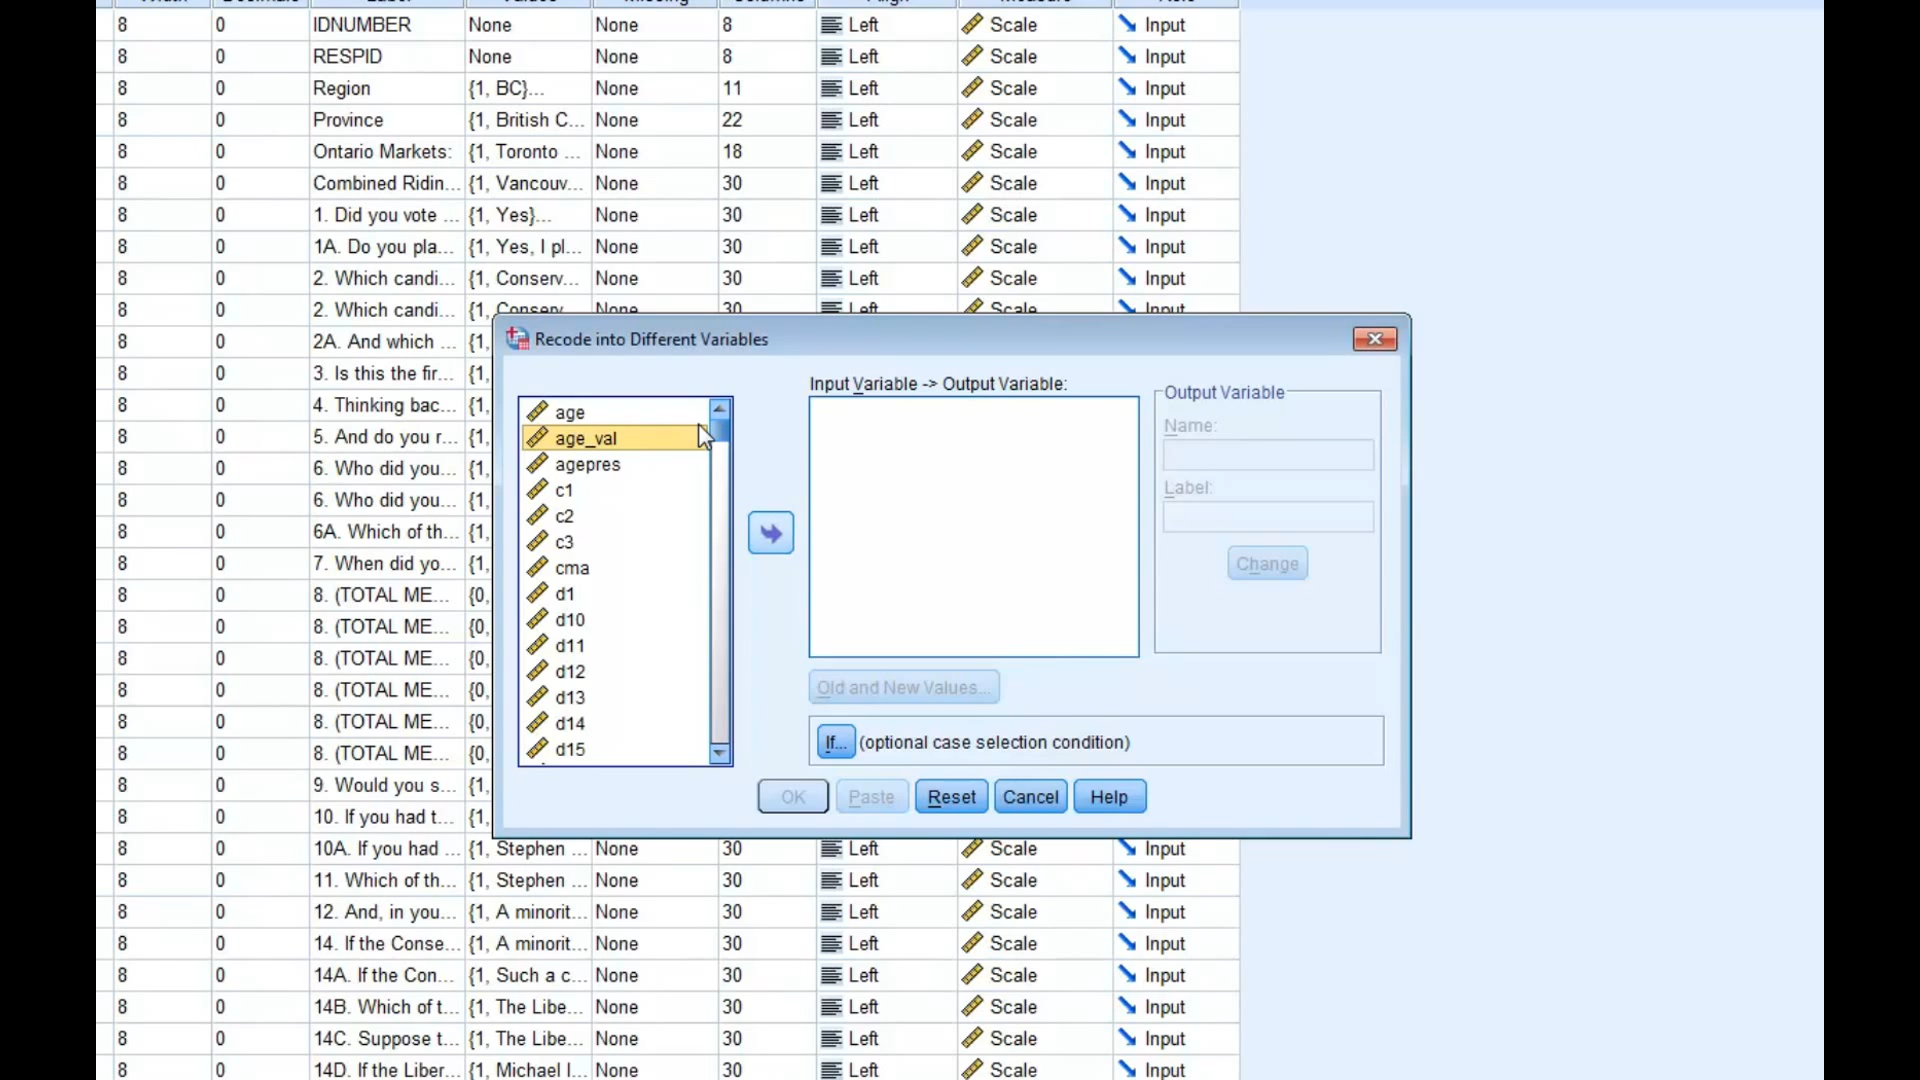 Width Decimals Label Values Missing Columns Align Measure Role
8 0 IDNUMBER None None 8 Left Scale Input
8 0 RESPID None None 8 Left Scale Input
8 0 Region {1, BC}... None 11 Left Scale Input
8 0 Province {1, British C... None 22 Left Scale Input
8 0 Ontario Markets: {1, Toronto ... None 18 Left Scale Input
8 0 Combined Ridin... {1, Vancouv... None 30 Left Scale Input
8 0 1. Did you vote ... {1, Yes}... None 30 Left Scale Input
8 0 1A. Do you pla... {1, Yes, I pl... None 30 Left Scale Input
8 0 2. Which candi... {1, Conserv... None 30 Left Scale Input
8 0 2. Which candi... {1, Conserv... None 30 Left Scale Input
8 0 2A. And which ... {1,
8 0 3. Is this the fir... {1,
8 0 4. Thinking bac... {1,
8 0 5. And do you r... {1,
8 0 6. Who did you... {1,
8 0 6. Who did you... {1,
8 0 6A. Which of th... {1,
8 0 7. When did yo... {1,
8 0 8. (TOTAL ME... {0,
8 0 8. (TOTAL ME... {0,
8 0 8. (TOTAL ME... {0,
8 0 8. (TOTAL ME... {0,
8 0 8. (TOTAL ME... {0,
8 0 8. (TOTAL ME... {0,
8 0 9. Would you s... {1,
8 0 10. If you had t... {1,
8 0 10A. If you had ... {1, Stephen ... None 30 Left Scale Input
8 0 11. Which of th... {1, Stephen ... None 30 Left Scale Input
8 0 12. And, in you... {1, A minorit... None 30 Left Scale Input
8 0 14. If the Conse... {1, A minorit... None 30 Left Scale Input
8 0 14A. If the Con... {1, Such a c... None 30 Left Scale Input
8 0 14B. Which of t... {1, The Libe... None 30 Left Scale Input
8 0 14C. Suppose t... {1, The Libe... None 30 Left Scale Input
8 0 14D. If the Liber... {1, Michael I... None 30 Left Scale Input
Recode into Different Variables
age
age_val
agepres
c1
c2
c3
cma
d1
d10
d11
d12
d13
d14
d15
Input Variable -> Output Variable:
Output Variable
Name:
Label:
Change
Old and New Values...
If... (optional case selection condition)
OK Paste Reset Cancel Help